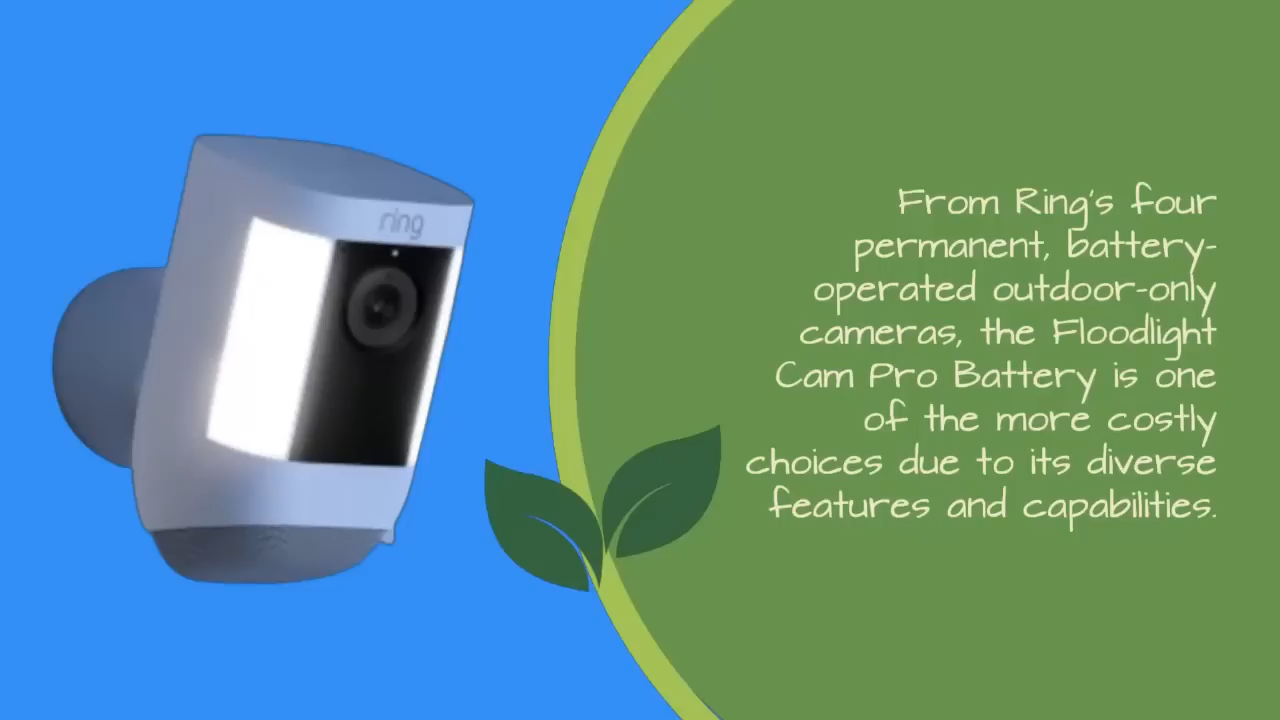 ring
From Ring's four
permanent, battery-
operated outdoor-only
cameras, the Floodlight
Cam Pro Battery is one
of the more costly
choices due to its diverse
features and capabilities.